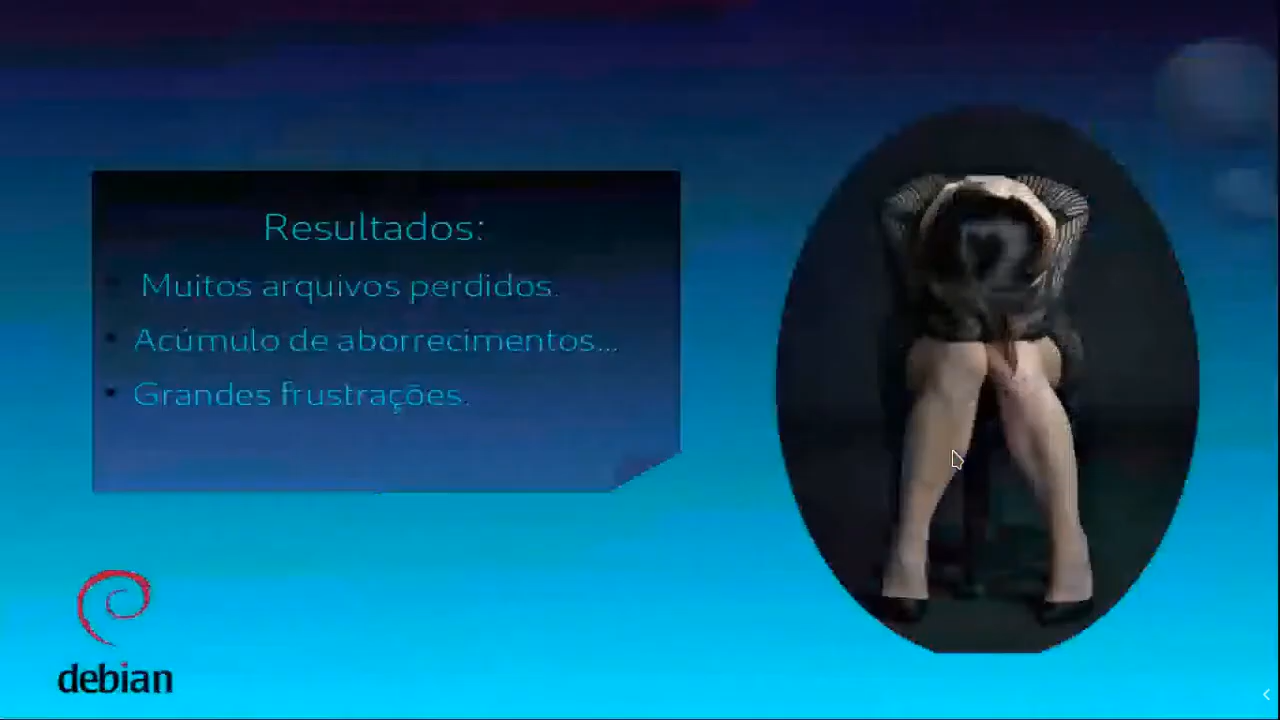 Resultados:
Muitos arquivos perdidos.
Acúmulo de aborrecimentos...
Grandes frustrações.
debian